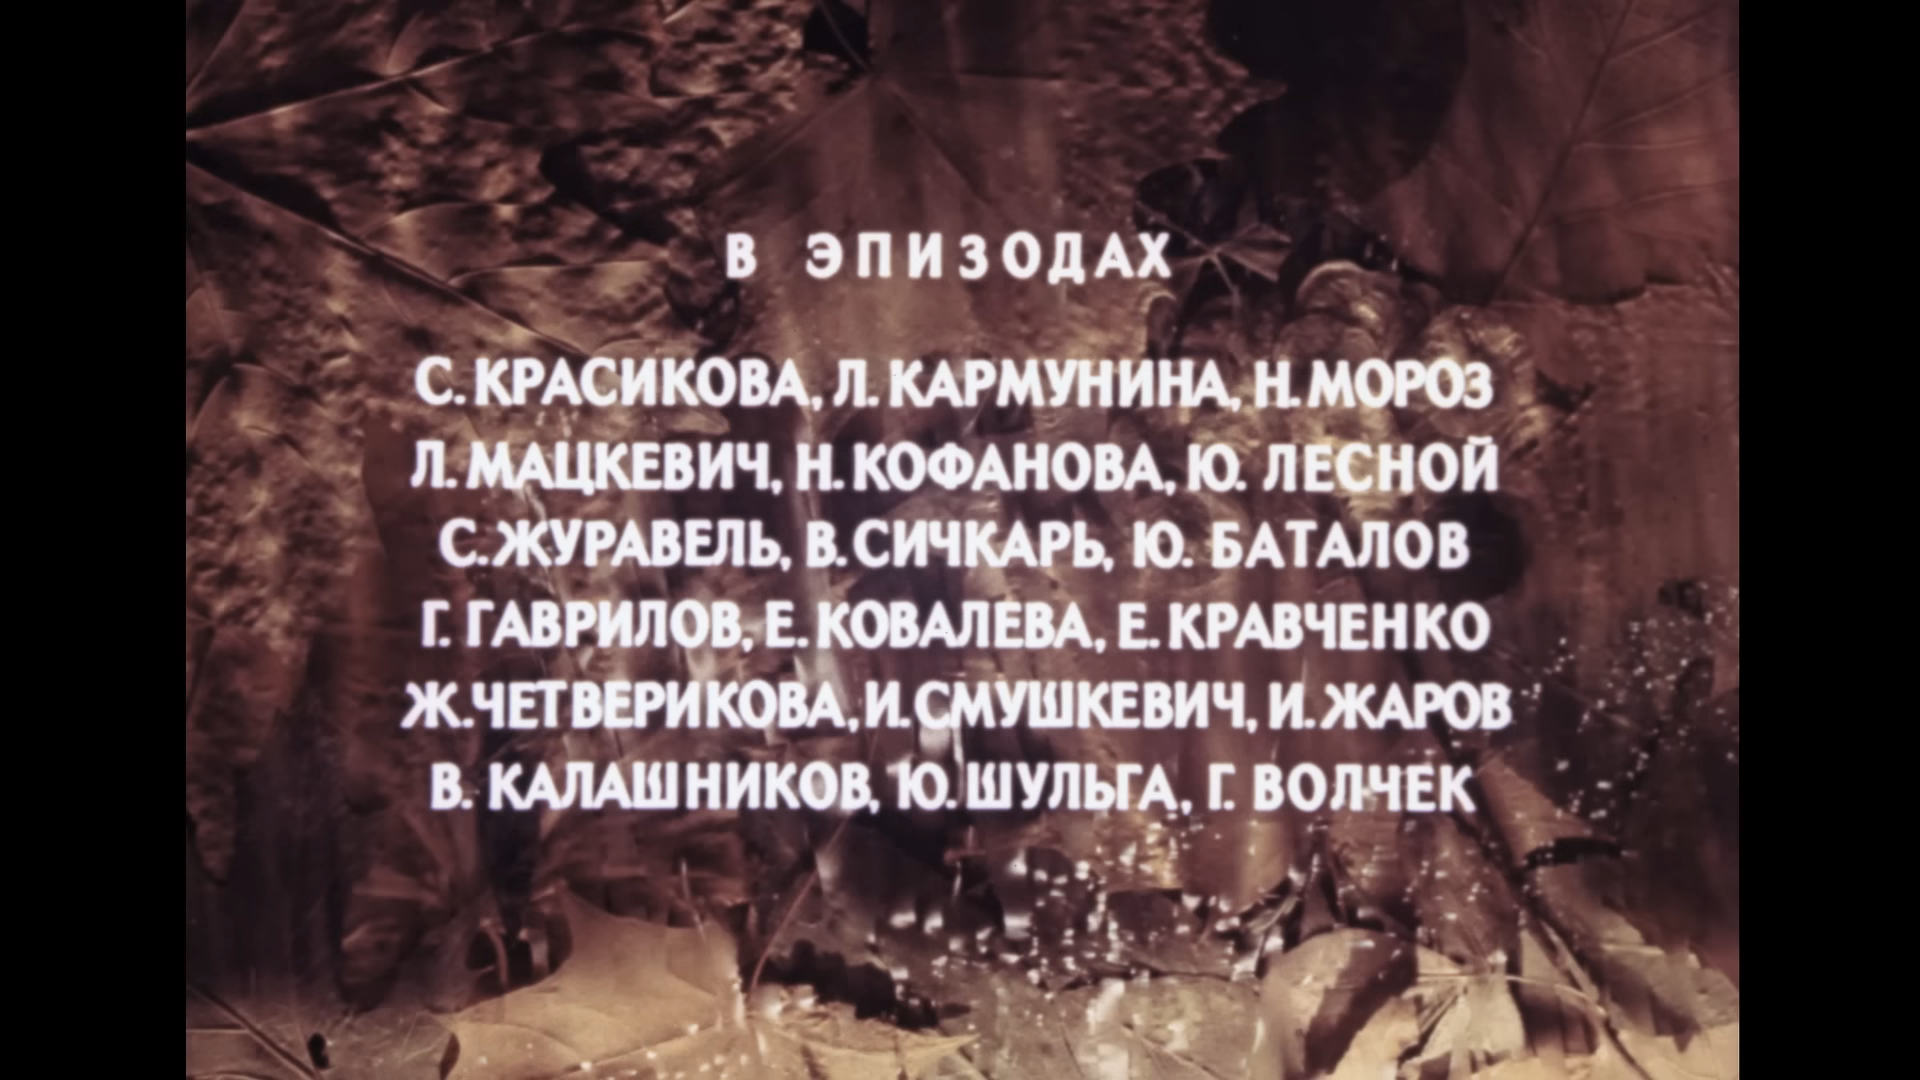 В ЭПИЗОДАХ
С. КРАСИКОВА, Л. КАРМУНИНА, Н. МОРОЗ
Л. МАЦКЕВИЧ, Н. КОФАНОВА, Ю. ЛЕСНОЙ
С. ЖУРАВЕЛЬ, В. СИЧКАРЬ, Ю. БАТАЛОВ
Г. ГАВРИЛОВ, Е. КОВАЛЕВА, Е. КРАВЧЕНКО
Ж. ЧЕТВЕРИКОВА, И. СМУШКЕВИЧ, И. ЖАРОВ
В. КАЛАШНИКОВ, Ю. ШУЛЬГА, Г. ВОЛЧЕК